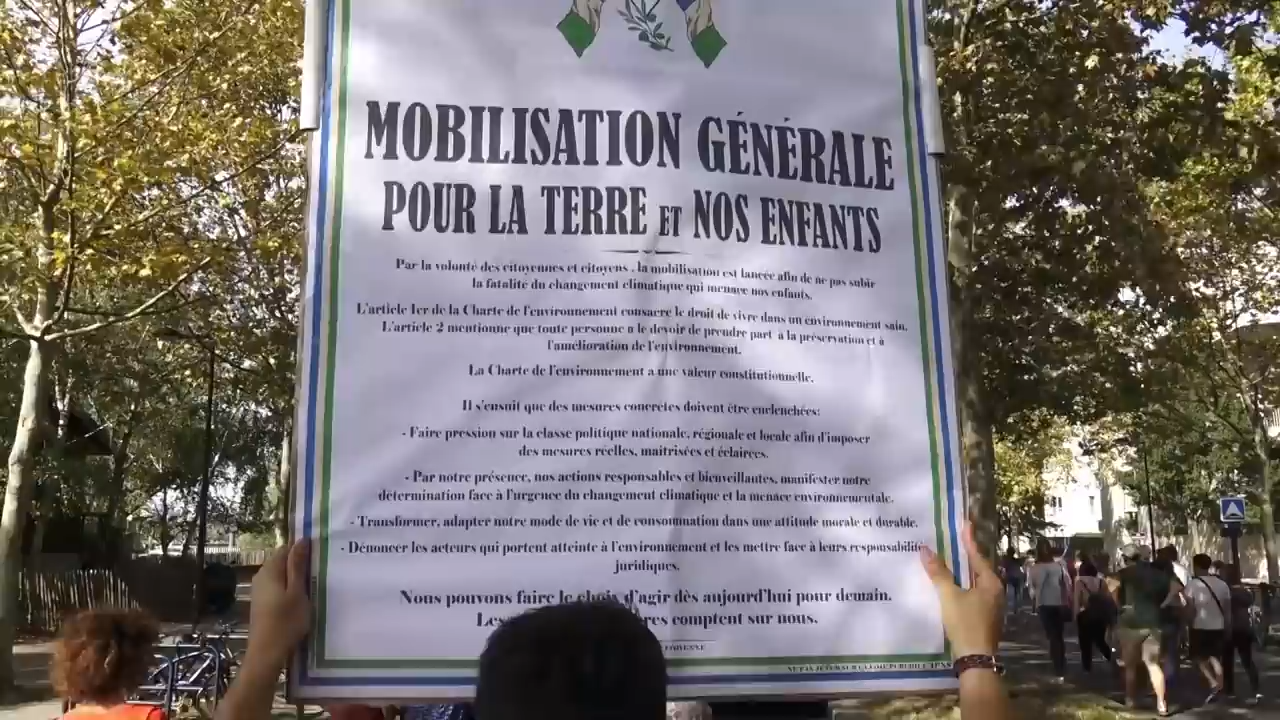 MOBILISATION GÉNÉRALE
POUR LA TERRE ET NOS ENFANTS
Par la volonté des citoyennes et citoyens , la mobilisation est lancée afin de ne pas subir
la fatalité du changement climatique qui menace nos enfants.
L'article 1er de la Charte de l'environnement consacre le droit de vivre dans un environnement sain.
L'article 2 mentionne que toute personne a le devoir de prendre part à la préservation et à
l'amélioration de l'environnement.
La Charte de l'environnement a une valeur constitutionnelle.
Il s'ensuit que des mesures concrètes doivent être enclenchées:
- Faire pression sur la classe politique nationale, régionale et locale afin d'imposer
des mesures réelles, maitrisées et éclairées.
- Par notre présence, nos actions responsables et bienveillantes, manifester notre
détermination face à l'urgence du changement climatique et la menace environnementale.
- Transformer, adapter notre mode de vie et de consommation dans une attitude morale et durable.
- Dénoncer les acteurs qui portent atteinte à l'environnement et les mettre face à leurs responsabilité
juridiques.
Nous pouvons faire le choix d'agir dès aujourd'hui pour demain.
Les comptent sur nous.